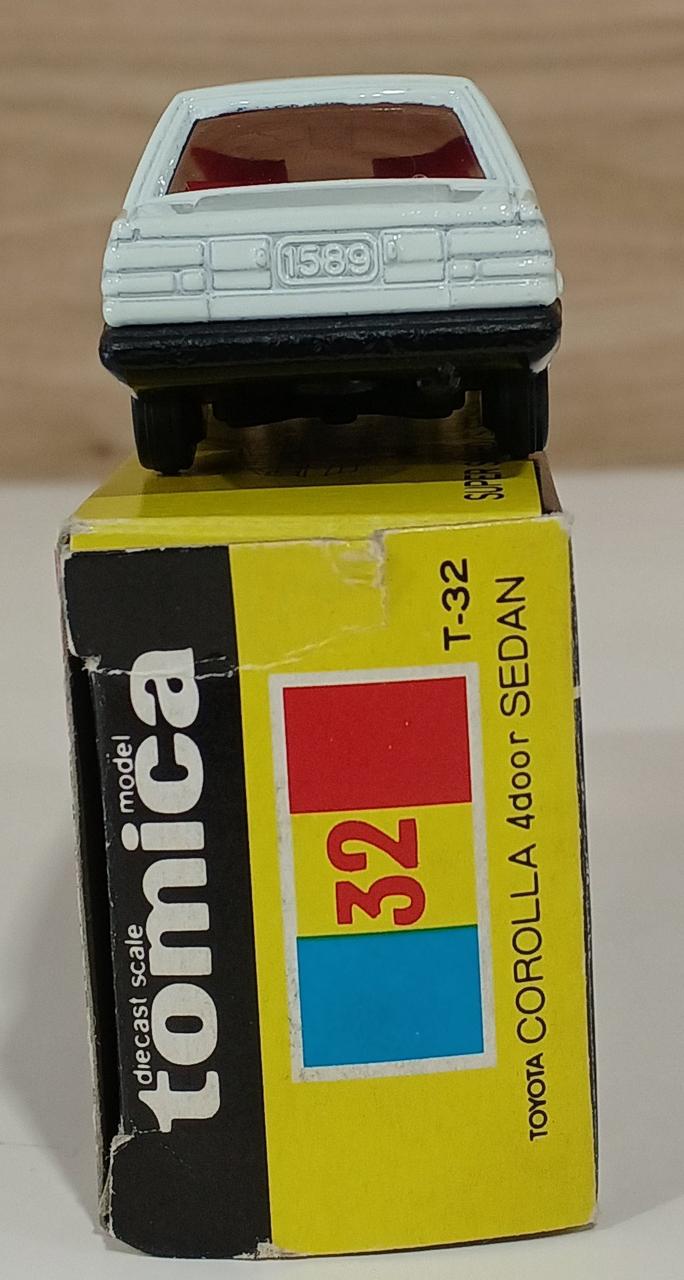 1589
SUPER S
diecast scale model
tomica
32
T-32
TOYOTA COROLLA 4door SEDAN